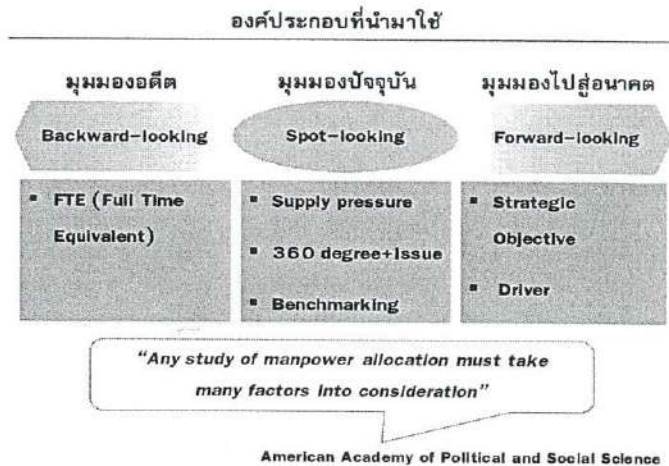 องค์ประกอบที่นำมาใช้
มุมมองอดีต
Backward-looking
▪ FTE (Full Time
Equivalent)
มุมมองปัจจุบัน
Spot-looking
▪ Supply pressure
▪ 360 degree+Issue
▪ Benchmarking
มุมมองไปสู่อนาคต
Forward-looking
▪ Strategic
Objective
▪ Driver
"Any study of manpower allocation must take
many factors into consideration"
American Academy of Political and Social Science